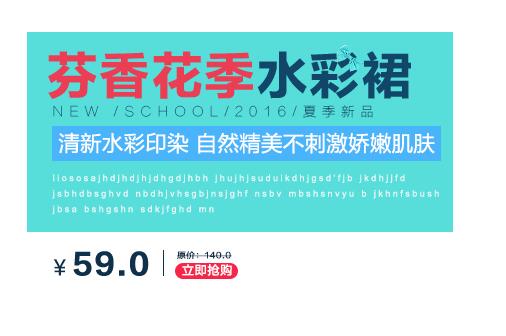 芬香花季水彩裙
NEW /SCHOOL/2016/夏季新品
清新水彩印染 自然精美不刺激娇嫩肌肤
liososajhdjhdjhjdhgdjhbh jhujhjsudulkdhjgsd'fjb jkdhjjfd
jsbhdbsghvd nbdhjvhsgbjnsjghf nsbv mbshsnvyu b jkhnfsbush
jbsa bshgshn sdkjfghd mn
¥ 59.0
原价：140.0
立即抢购